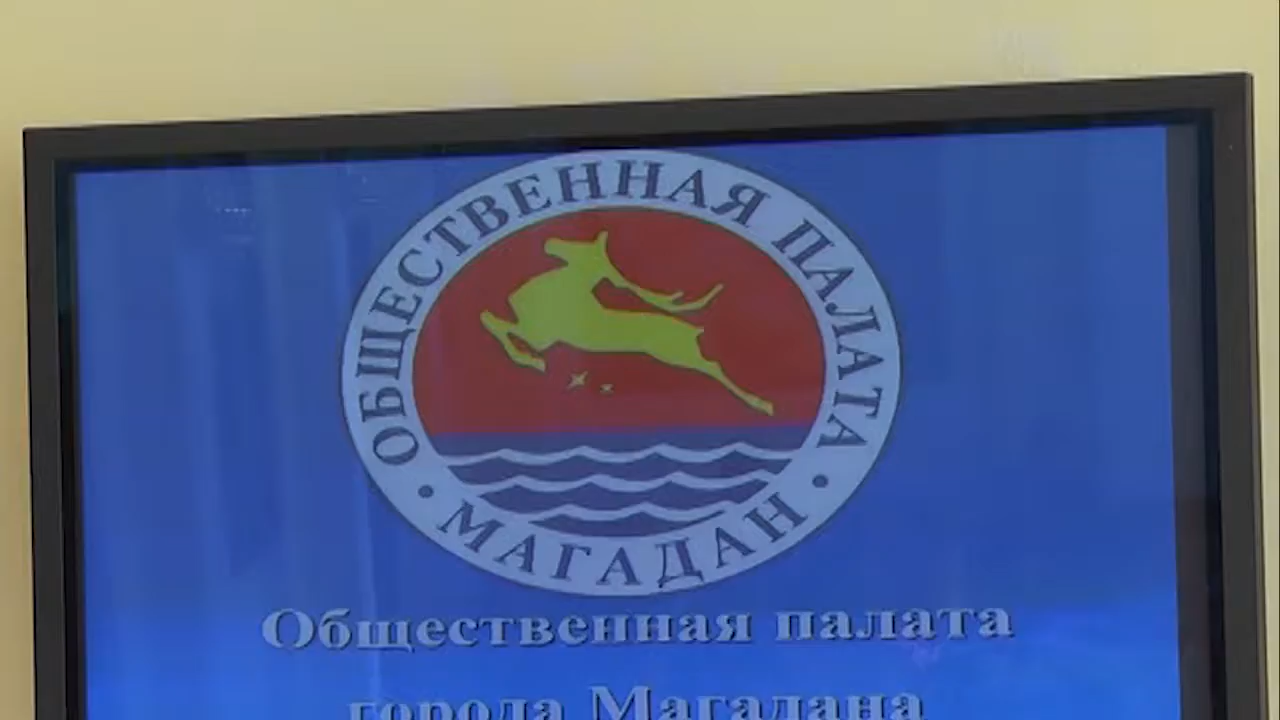 ОБЩЕСТВЕННАЯ ПАЛАТА
• МАГАДАН •
Общественная палата
города Магадана